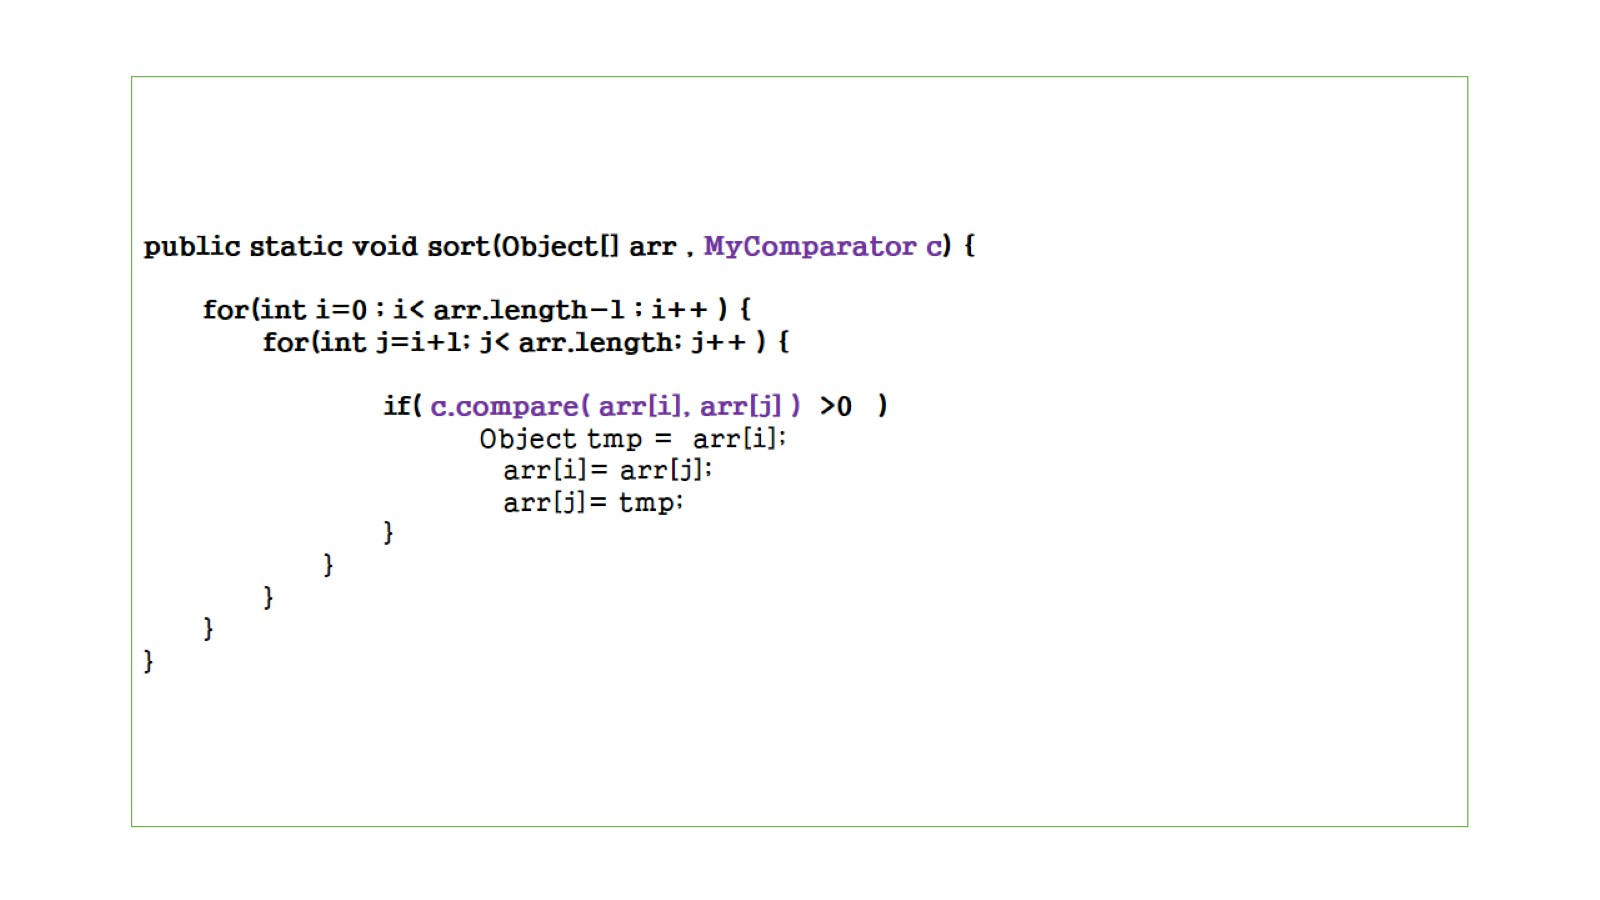 public static void sort(Object[] arr , MyComparator c) {
for(int i=0 ; i< arr.length-1 ; i++ ) {
for(int j=i+1; j< arr.length; j++ ) {
if( c.compare( arr[i], arr[j] ) >0 )
Object tmp = arr[i];
arr[i]= arr[j];
arr[j]= tmp;
}
}
}
}
}